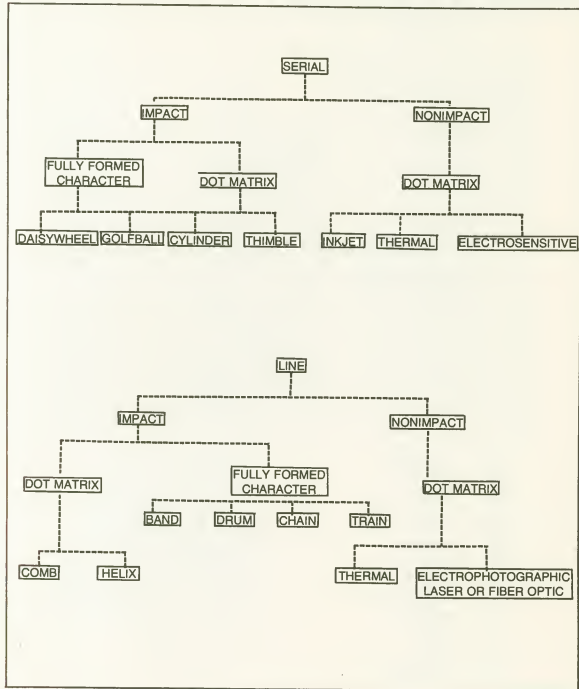 SERIAL
IMPACT
NONIMPACT
FULLY FORMED
CHARACTER
DOT MATRIX
DOT MATRIX
DAISYWHEEL
GOLFBALL
CYLINDER
THIMBLE
INKJET
THERMAL
ELECTROSENSITIVE
LINE
IMPACT
NONIMPACT
DOT MATRIX
FULLY FORMED
CHARACTER
DOT MATRIX
BAND
DRUM
CHAIN
TRAIN
COMB
HELIX
THERMAL
ELECTROPHOTOGRAPHIC
LASER OR FIBER OPTIC